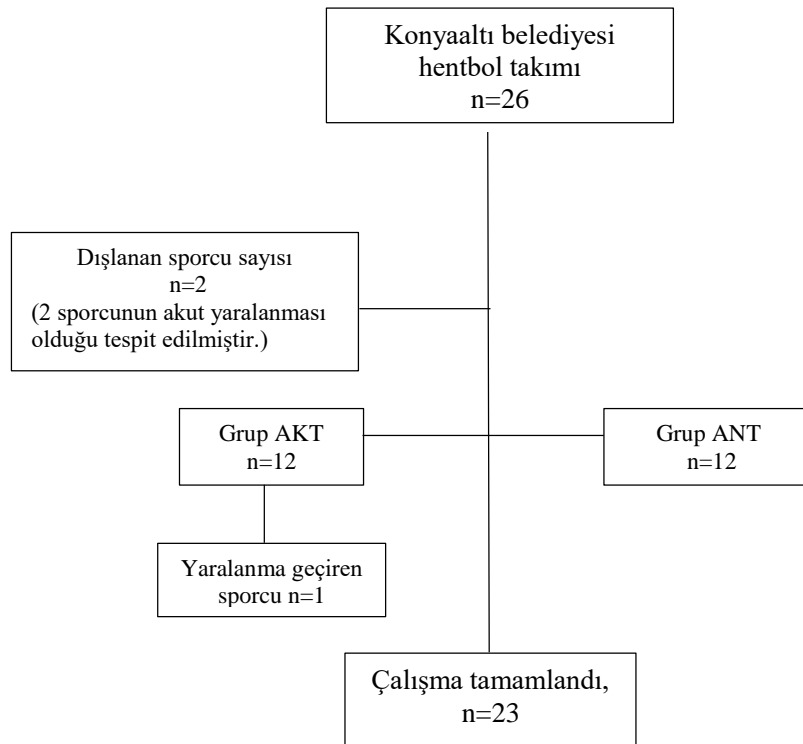 Konyaaltı belediyesi
hentbol takımı
n=26
Dışlanan sporcu sayısı
n=2
(2 sporcunun akut yaralanması
olduğu tespit edilmiştir.)
Grup AKT
n=12
Grup ANT
n=12
Yaralanma geçiren
sporcu n=1
Çalışma tamamlandı,
n=23